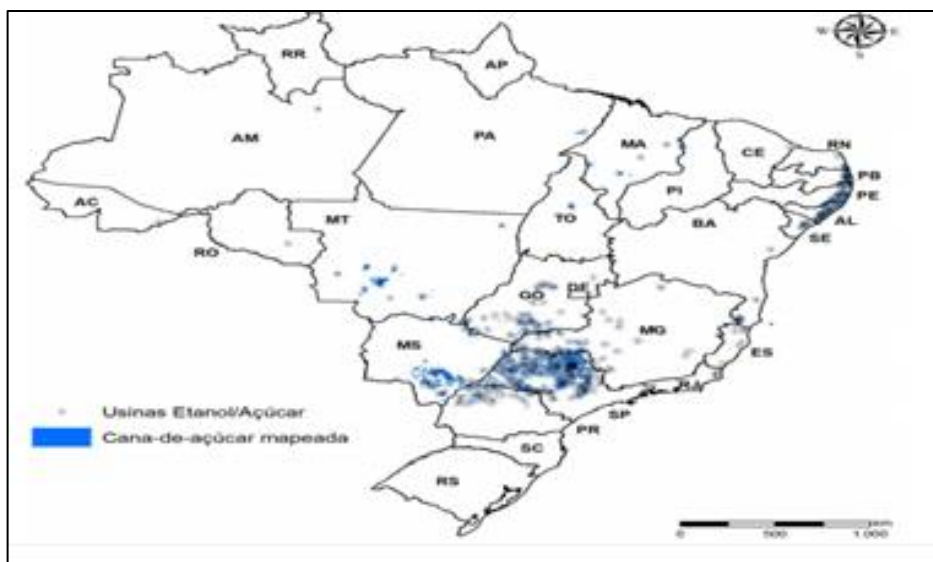 W E
S
RR
AP
AM
PA
MA
CE
RN
PB
PI
PE
AC
TO
AL
MT
BA
SE
RO
GO
DF
MG
MS
ES
RJ
Usinas Etanol/Açúcar
SP
Cana-de-açúcar mapeada
PR
SC
RS
0 500 1.000